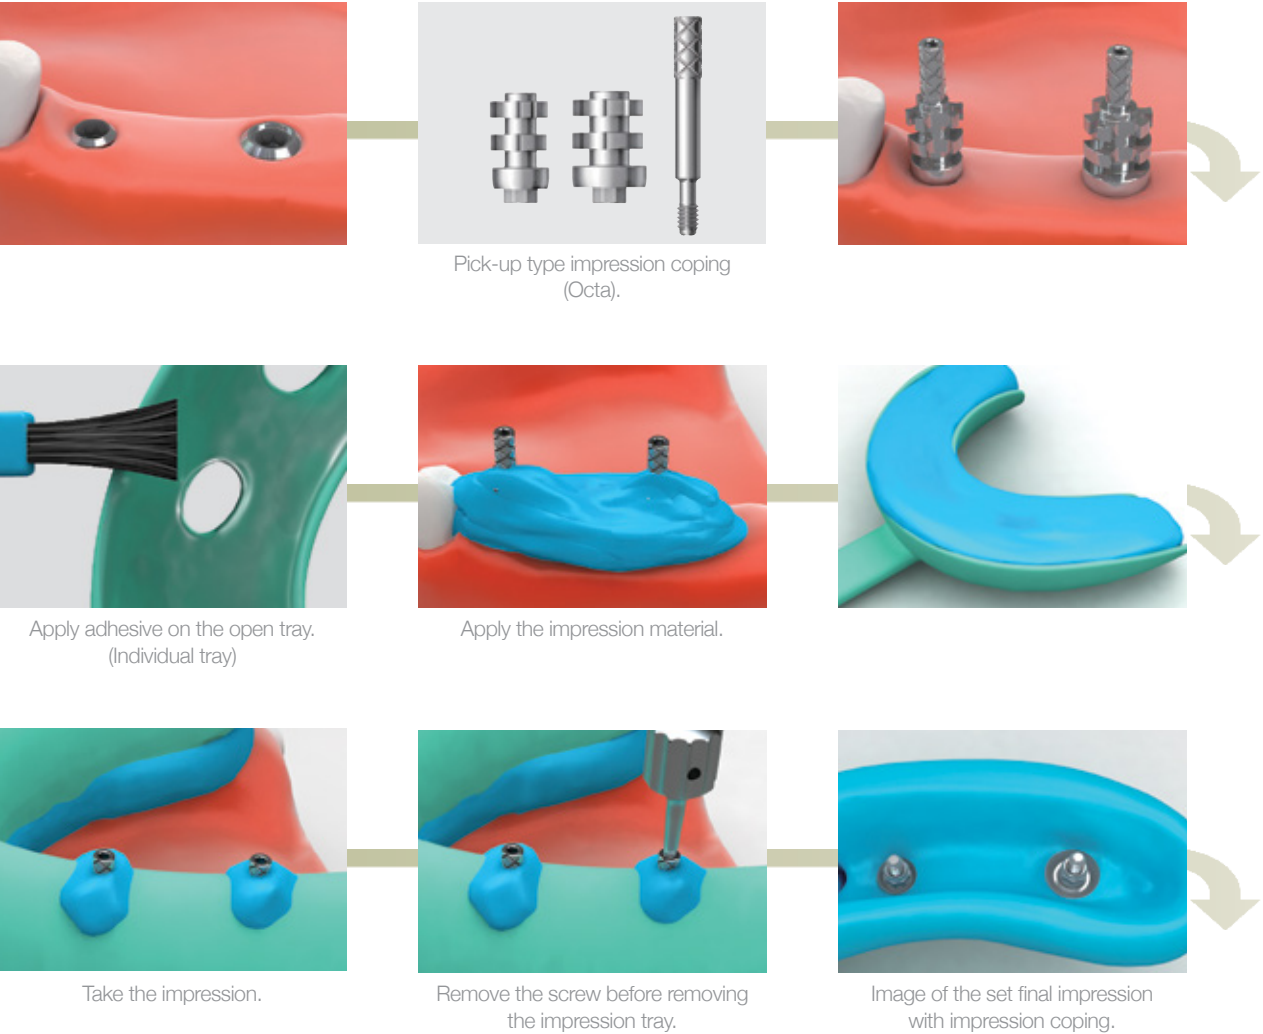 Pick-up type impression coping
(Octa).
Apply adhesive on the open tray.
(Individual tray)
Apply the impression material.
Take the impression.
Remove the screw before removing
the impression tray.
Image of the set final impression
with impression coping.